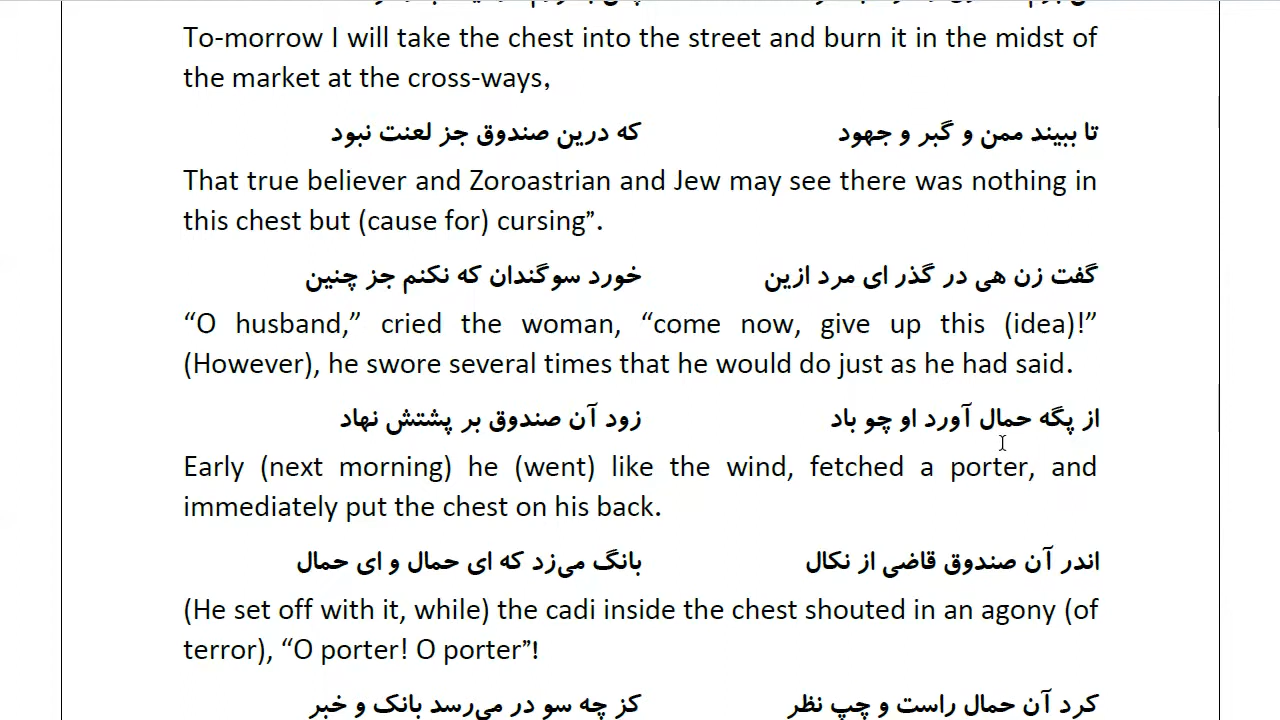 To-morrow I will take the chest into the street and burn it in the midst of
the market at the cross-ways,
تا ببیند ممن و گبر و جهود که درین صندوق جز لعنت نبود
That true believer and Zoroastrian and Jew may see there was nothing in
this chest but (cause for) cursing”.
گفت زن هی در گذر ای مرد ازین خورد سوگندان که نکنم جز چنین
“O husband,” cried the woman, “come now, give up this (idea)!”
(However), he swore several times that he would do just as he had said.
از پگه حمال آورد او چو باد زود آن صندوق بر پشتش نهاد
Early (next morning) he (went) like the wind, fetched a porter, and
immediately put the chest on his back.
اندر آن صندوق قاضی از نکال بانگ می‌زد که ای حمال و ای حمال
(He set off with it, while) the cadi inside the chest shouted in an agony (of
terror), “O porter! O porter”!
کرد آن حمال راست و چپ نظر کز چه سو در می‌رسد بانک و خبر